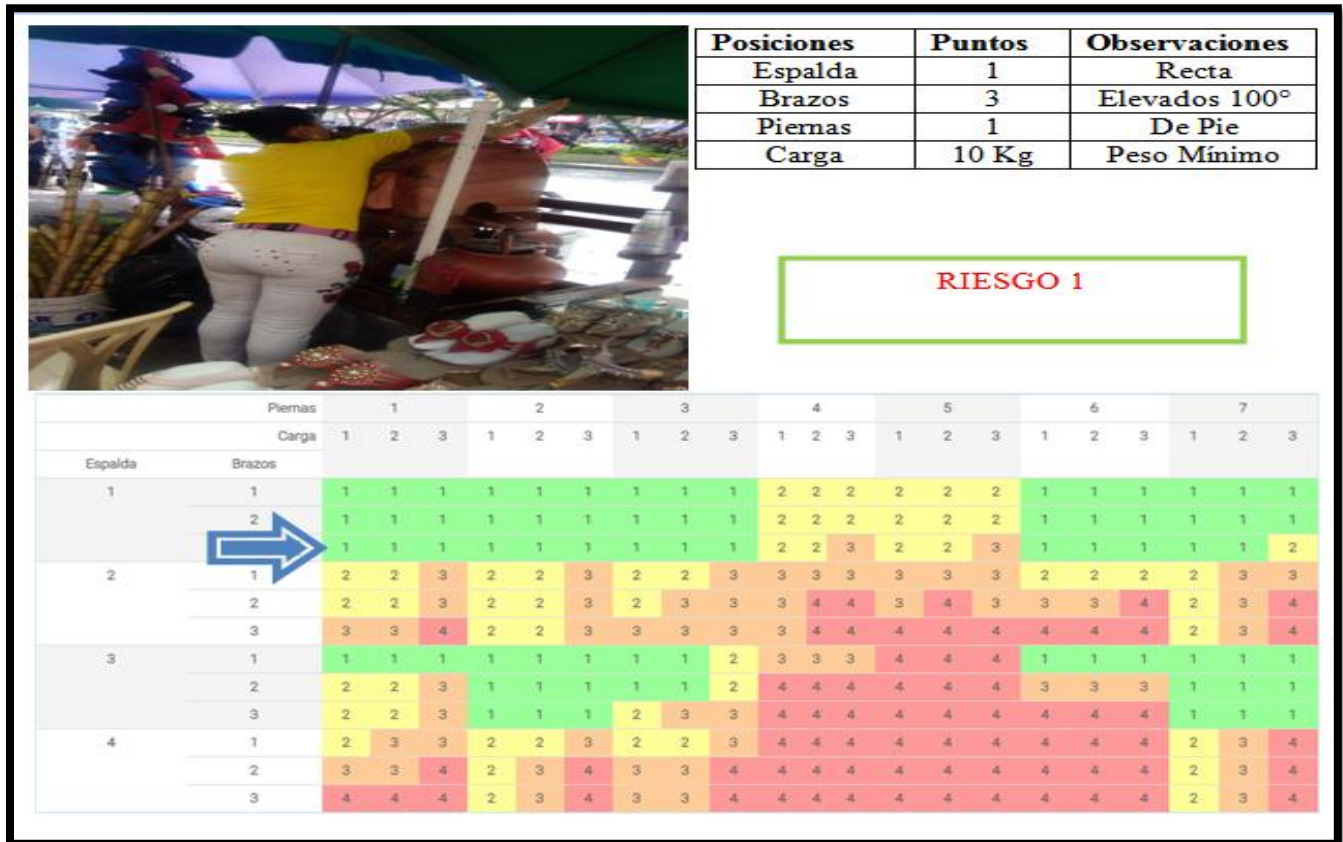 Posiciones Puntos Observaciones
Espalda 1 Recta
Brazos 3 Elevados 100°
Piernas 1 De Pie
Carga 10 Kg Peso Mínimo
RIESGO 1
Piernas 1 2 3 4 5 6 7
Carga 1 2 3 1 2 3 1 2 3 1 2 3 1 2 3 1 2 3 1 2 3
Espalda Brazos
1 1 1 1 1 1 1 1 1 1 1 2 2 2 2 2 2 1 1 1 1 1 1
2 1 1 1 1 1 1 1 1 1 2 2 2 2 2 2 1 1 1 1 1 1
1 1 1 1 1 1 1 1 1 2 2 3 2 2 3 1 1 1 1 1 2
2 1 2 2 3 2 2 3 2 2 3 3 3 3 3 3 3 2 2 2 2 3 3
2 2 2 3 2 2 3 2 3 3 3 4 4 3 4 3 3 3 4 2 3 4
3 3 3 4 2 2 3 3 3 3 3 4 4 4 4 4 4 4 4 2 3 4
3 1 1 1 1 1 1 1 1 1 2 3 3 3 4 4 4 1 1 1 1 1 1
2 2 2 3 1 1 1 1 1 2 4 4 4 4 4 4 3 3 3 1 1 1
3 2 2 3 1 1 1 2 3 3 4 4 4 4 4 4 4 4 4 1 1 1
4 1 2 3 3 2 2 3 2 2 3 4 4 4 4 4 4 4 4 4 2 3 4
2 3 3 4 2 3 4 3 3 4 4 4 4 4 4 4 4 4 4 2 3 4
3 4 4 4 2 3 4 3 3 4 4 4 4 4 4 4 4 4 4 2 3 4